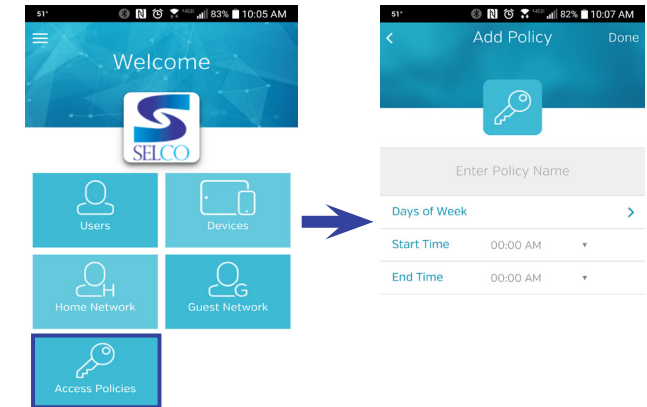 51° 83% 10:05 AM
Welcome
SELCO
Users
Devices
Home Network
H
Guest Network
G
Access Policies
51° 82% 10:07 AM
Add Policy
Done
Enter Policy Name
Days of Week
Start Time 00:00 AM
End Time 00:00 AM